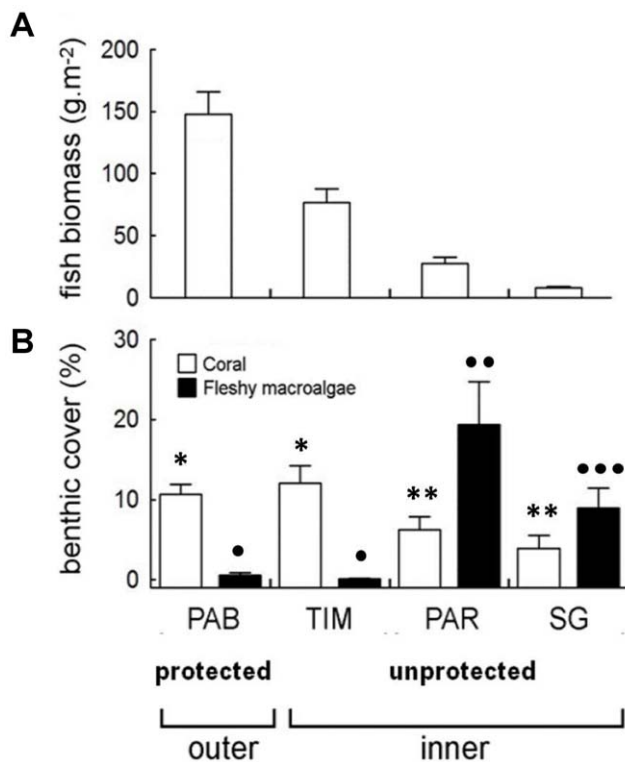 A
fish biomass (g.m-2)
200
150
100
50
0
B
benthic cover (%)
30
20
10
0
Coral
Fleshy macroalgae
* • * • ** •• ** •••
PAB TIM PAR SG
protected unprotected
outer inner